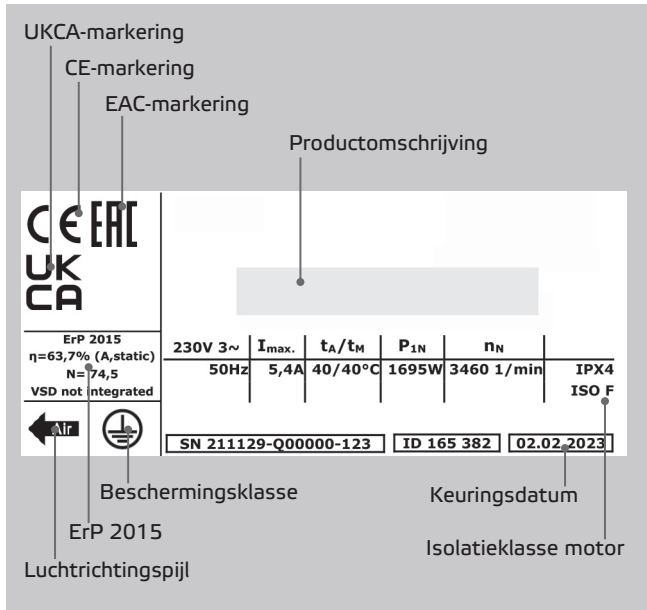 UKCA-markering
CE-markering
EAC-markering
Productomschrijving
CE EAC
UK
CA
ErP 2015
η=63,7% (A,static)
N= 74,5
VSD not integrated
230V 3~ Imax. tA/tM P1N nN
50Hz 5,4A 40/40°C 1695W 3460 1/min IPX4
ISO F
Air
SN 211129-Q00000-123 ID 165 382 02.02.2023
Beschermingsklasse
Keuringsdatum
ErP 2015
Isolatieklasse motor
Luchtrichtingspijl